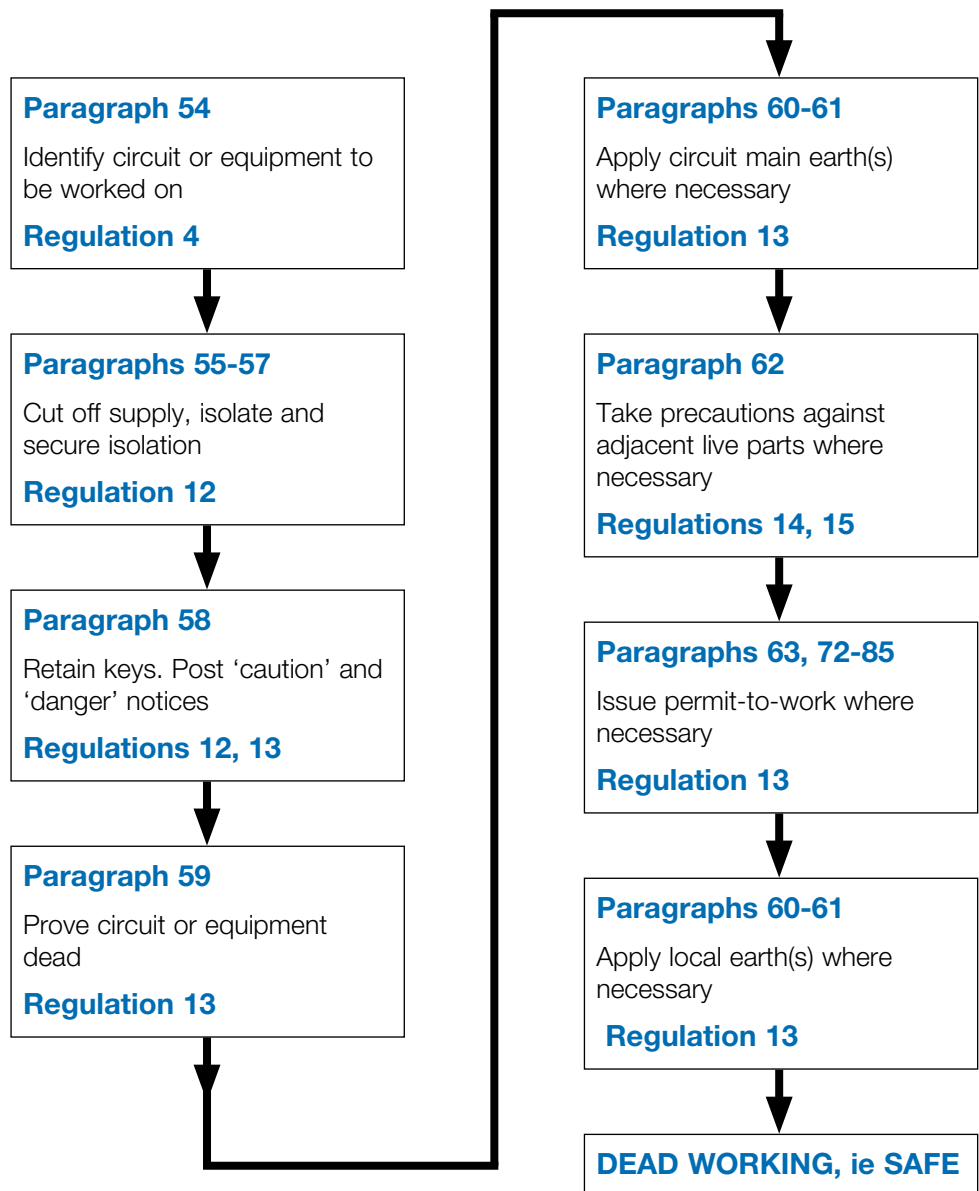 Paragraph 54
Identify circuit or equipment to
be worked on
Regulation 4
Paragraphs 55-57
Cut off supply, isolate and
secure isolation
Regulation 12
Paragraph 58
Retain keys. Post ‘caution’ and
‘danger’ notices
Regulations 12, 13
Paragraph 59
Prove circuit or equipment
dead
Regulation 13
Paragraphs 60-61
Apply circuit main earth(s)
where necessary
Regulation 13
Paragraph 62
Take precautions against
adjacent live parts where
necessary
Regulations 14, 15
Paragraphs 63, 72-85
Issue permit-to-work where
necessary
Regulation 13
Paragraphs 60-61
Apply local earth(s) where
necessary
Regulation 13
DEAD WORKING, ie SAFE